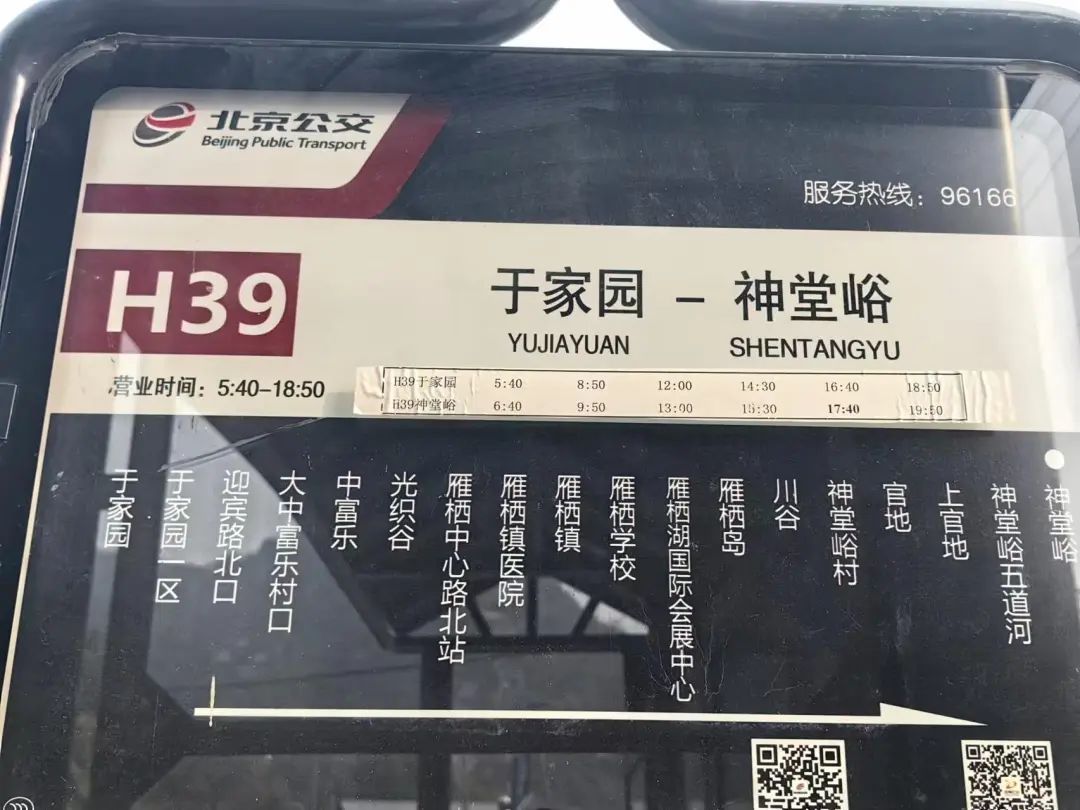 北京公交
Beijing Public Transport
服务热线：96166
H39
于家园 – 神堂峪
YUJIAYUAN SHENTANGYU
营业时间：5:40–18:50
H39于家园 5:40 8:50 12:00 14:30 16:40 18:50
H39神堂峪 6:40 9:50 13:00 15:30 17:40 19:50
于家园
于家园一区
迎宾路北口
大中富乐村口
中富乐
光织谷
雁栖中心路北站
雁栖镇医院
雁栖镇
雁栖学校
雁栖湖国际会展中心
雁栖岛
川谷
神堂峪村
官地
上官地
神堂峪五道河
神堂峪